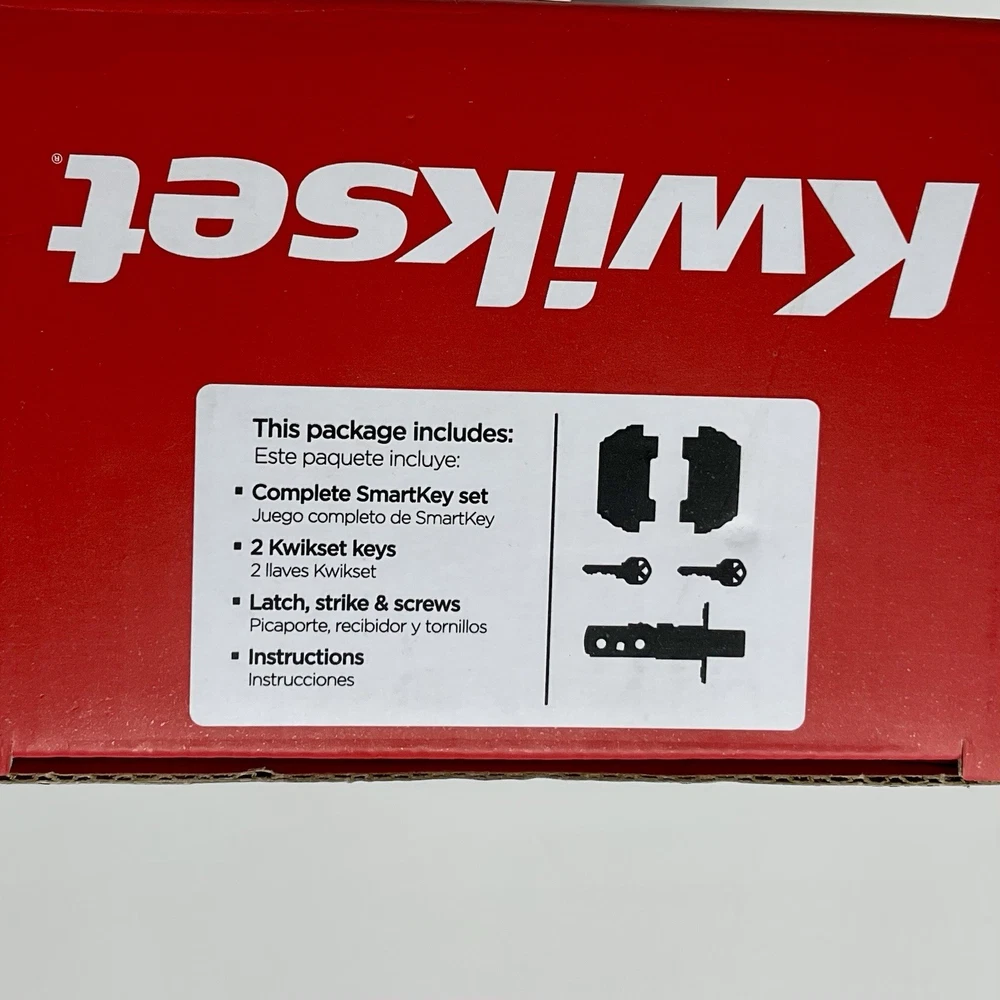 Kwikset®
This package includes:
Este paquete incluye:
▪ Complete SmartKey set
Juego completo de SmartKey
▪ 2 Kwikset keys
2 llaves Kwikset
▪ Latch, strike & screws
Picaporte, recibidor y tornillos
▪ Instructions
Instrucciones